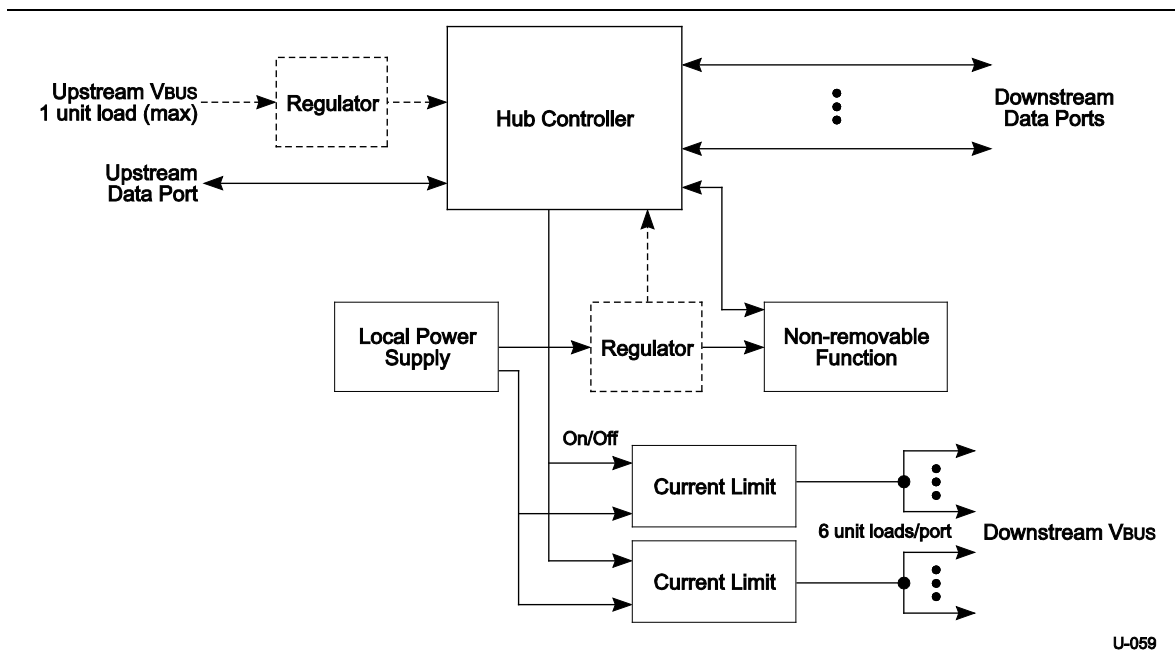 Upstream VBUS
1 unit load (max)
Regulator
Hub Controller
Downstream
Data Ports
Upstream
Data Port
Local Power
Supply
Regulator
Non-removable
Function
On/Off
Current Limit
6 unit loads/port
Downstream VBUS
Current Limit
U-059